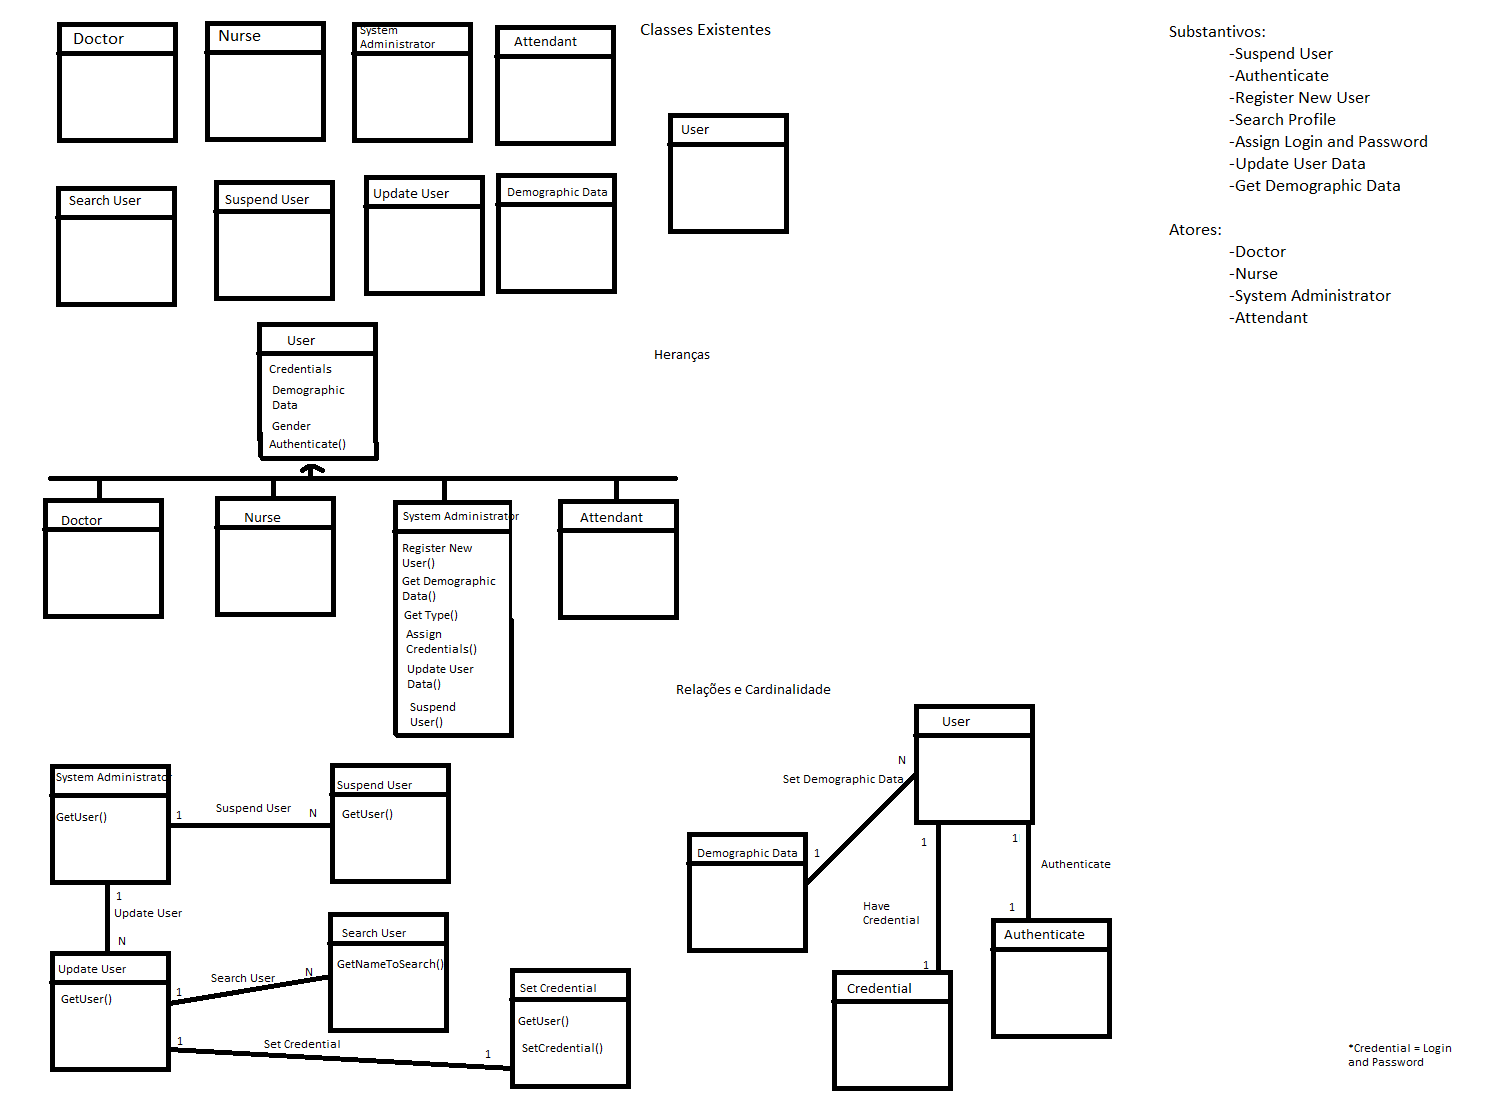 Doctor
Nurse
System
Administrator
Attendant
Classes Existentes
User
Search User
Suspend User
Update User
Demographic Data
Substantivos:
-Suspend User
-Authenticate
-Register New User
-Search Profile
-Assign Login and Password
-Update User Data
-Get Demographic Data
Atores:
-Doctor
-Nurse
-System Administrator
-Attendant
Heranças
User
Credentials
Demographic
Data
Gender
Authenticate()
Doctor
Nurse
System Administrator
Register New
User()
Get Demographic
Data()
Get Type()
Assign
Credentials()
Update User
Data()
Suspend
User()
Attendant
Relações e Cardinalidade
System Administrator
GetUser()
1
Suspend User
N
Suspend User
GetUser()
1
Update User
N
Update User
GetUser()
1
Search User
N
Search User
GetNameToSearch()
1
Set Credential
1
Set Credential
GetUser()
SetCredential()
User
N
Set Demographic Data
1
Demographic Data
1
Have
Credential
1
Credential
1
Authenticate
1
Authenticate
*Credential = Login
and Password